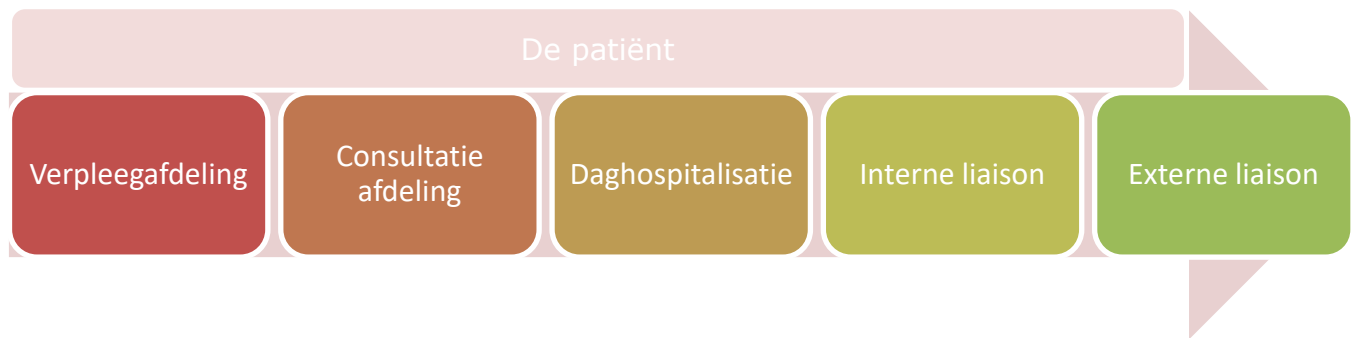 De patiënt
Verpleegafdeling
Consultatie
afdeling
Daghospitalisatie
Interne liaison
Externe liaison